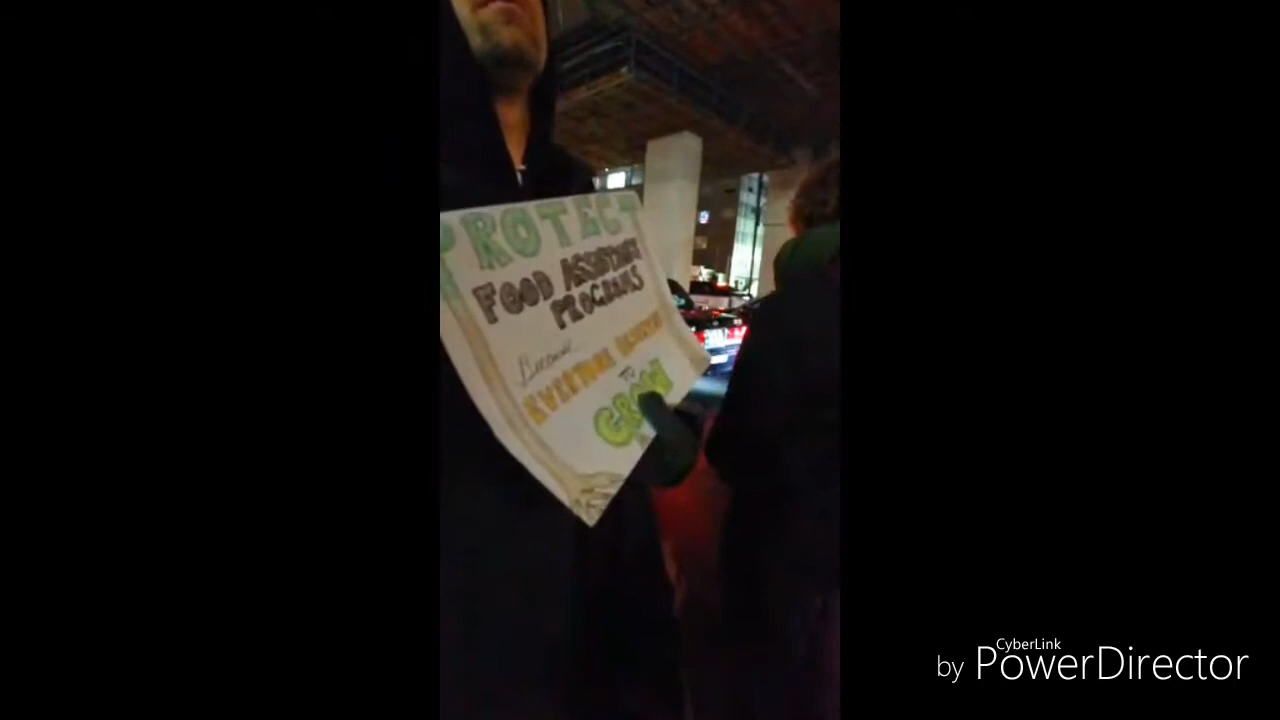 PROTECT
FOOD ASSISTANCE
PROGRAMS
Because
EVERYONE DESERVES
TO
GROW
CyberLink
by PowerDirector